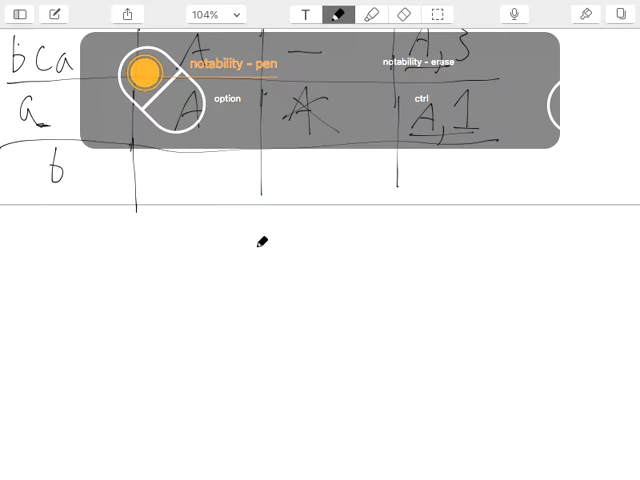 104%
T
bca A — A,3
notability - pen notability - erase
option ctrl
a A A A,1
b